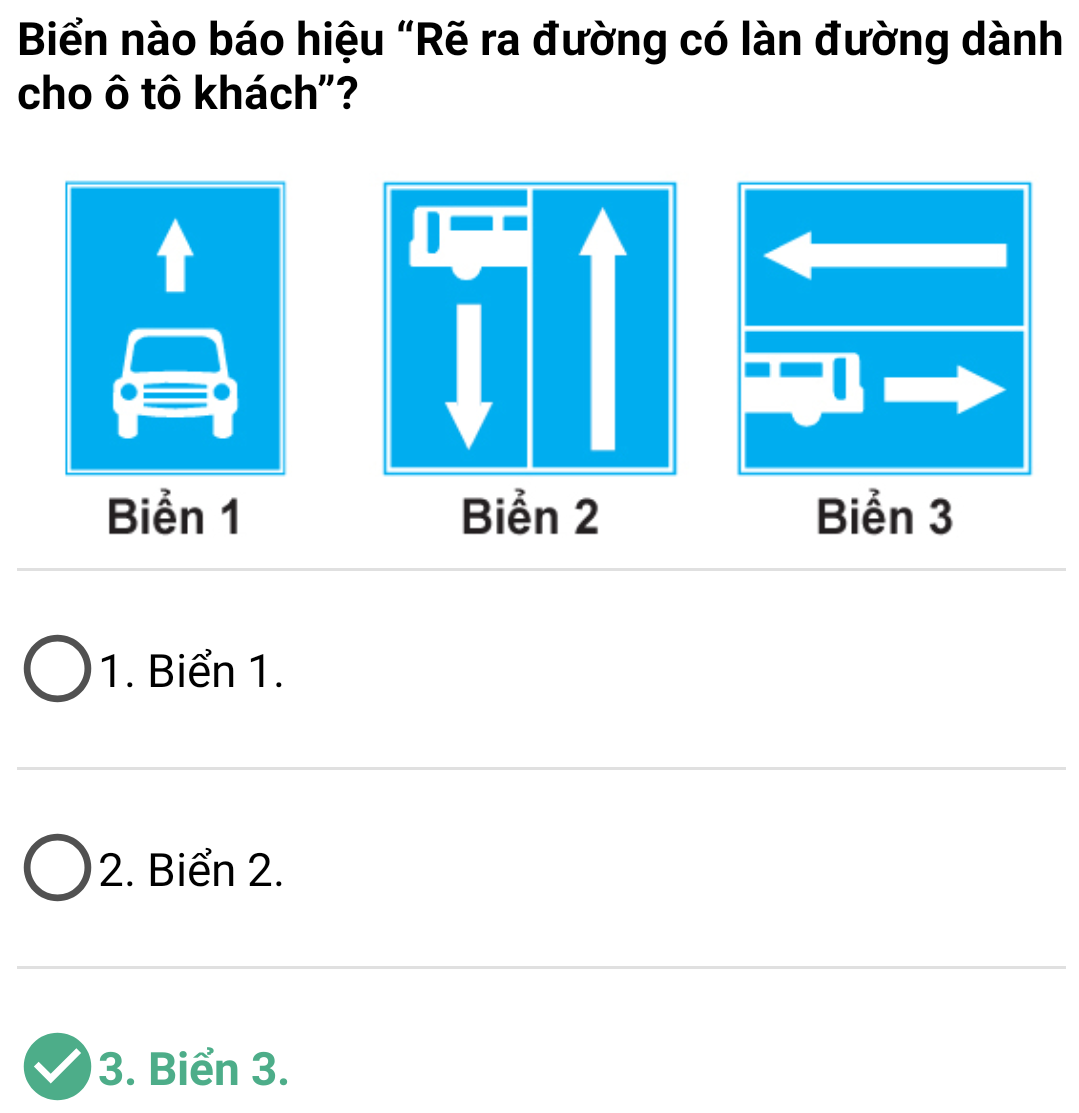 Biển nào báo hiệu “Rẽ ra đường có làn đường dành
cho ô tô khách”?
Biển 1
Biển 2
Biển 3
1. Biển 1.
2. Biển 2.
3. Biển 3.